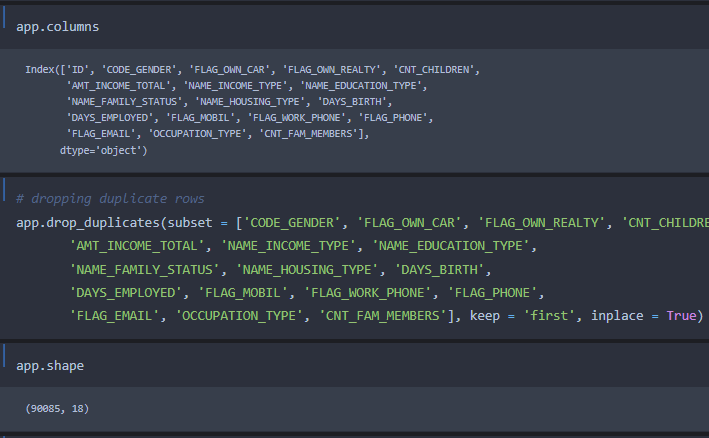 app.columns
Index(['ID', 'CODE_GENDER', 'FLAG_OWN_CAR', 'FLAG_OWN_REALTY', 'CNT_CHILDREN',
'AMT_INCOME_TOTAL', 'NAME_INCOME_TYPE', 'NAME_EDUCATION_TYPE',
'NAME_FAMILY_STATUS', 'NAME_HOUSING_TYPE', 'DAYS_BIRTH',
'DAYS_EMPLOYED', 'FLAG_MOBIL', 'FLAG_WORK_PHONE', 'FLAG_PHONE',
'FLAG_EMAIL', 'OCCUPATION_TYPE', 'CNT_FAM_MEMBERS'],
dtype='object')
# dropping duplicate rows
app.drop_duplicates(subset = ['CODE_GENDER', 'FLAG_OWN_CAR', 'FLAG_OWN_REALTY', 'CNT_CHILDRE
'AMT_INCOME_TOTAL', 'NAME_INCOME_TYPE', 'NAME_EDUCATION_TYPE',
'NAME_FAMILY_STATUS', 'NAME_HOUSING_TYPE', 'DAYS_BIRTH',
'DAYS_EMPLOYED', 'FLAG_MOBIL', 'FLAG_WORK_PHONE', 'FLAG_PHONE',
'FLAG_EMAIL', 'OCCUPATION_TYPE', 'CNT_FAM_MEMBERS'], keep = 'first', inplace = True)
app.shape
(90085, 18)